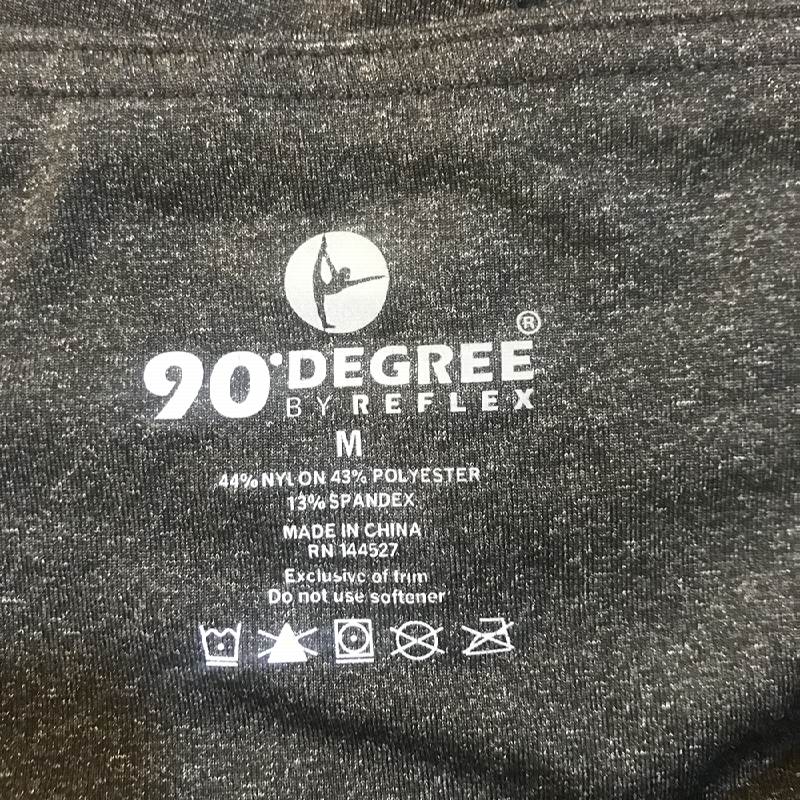 90°DEGREE®
BY REFLEX
M
44% NYLON 43% POLYESTER
13% SPANDEX
MADE IN CHINA
RN 144527
Exclusive of trim
Do not use softener